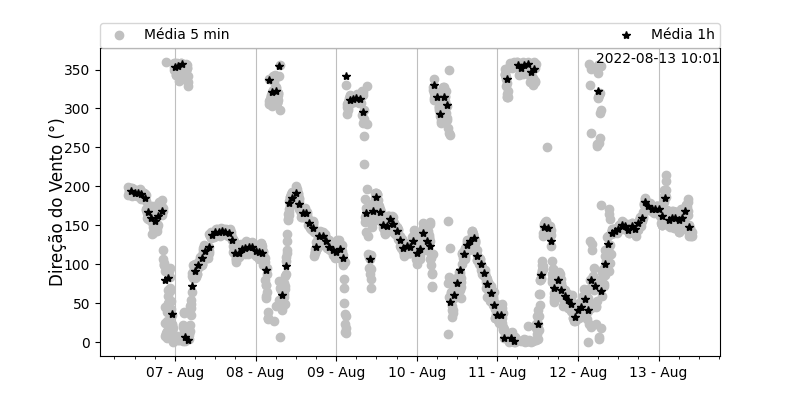 Média 5 min
Média 1h
2022-08-13 10:01
Direção do Vento (°)
350
300
250
200
150
100
50
0
07 - Aug
08 - Aug
09 - Aug
10 - Aug
11 - Aug
12 - Aug
13 - Aug